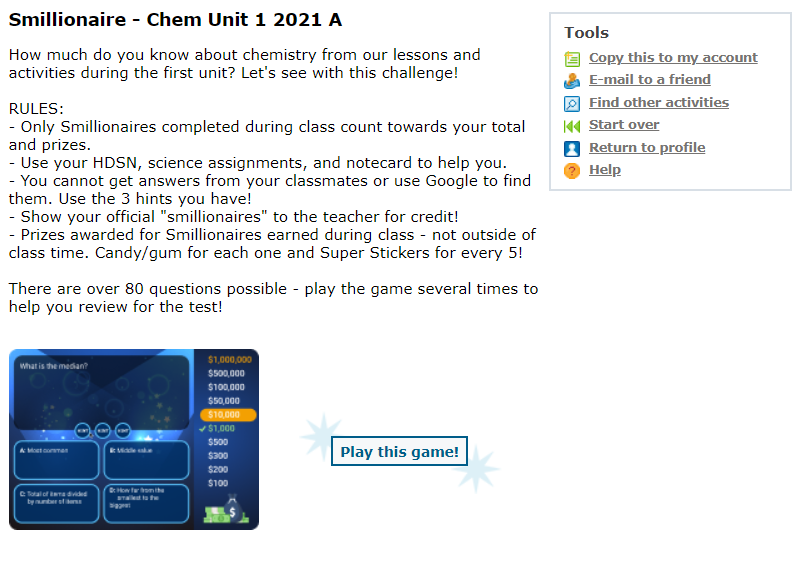 Smillionaire - Chem Unit 1 2021 A
How much do you know about chemistry from our lessons and
activities during the first unit? Let's see with this challenge!
RULES:
- Only Smillionaires completed during class count towards your total
and prizes.
- Use your HDSN, science assignments, and notecard to help you.
- You cannot get answers from your classmates or use Google to find
them. Use the 3 hints you have!
- Show your official "smillionaires" to the teacher for credit!
- Prizes awarded for Smillionaires earned during class - not outside of
class time. Candy/gum for each one and Super Stickers for every 5!
There are over 80 questions possible - play the game several times to
help you review for the test!
Tools
Copy this to my account
E-mail to a friend
Find other activities
Start over
Return to profile
Help
What is the median?
HINT HINT HINT
A: Most common
B: Middle value
C: Total of items divided
by number of items
D: How far from the
smallest to the
biggest
$1,000,000
$500,000
$100,000
$50,000
$10,000
$1,000
$500
$300
$200
$100
Play this game!